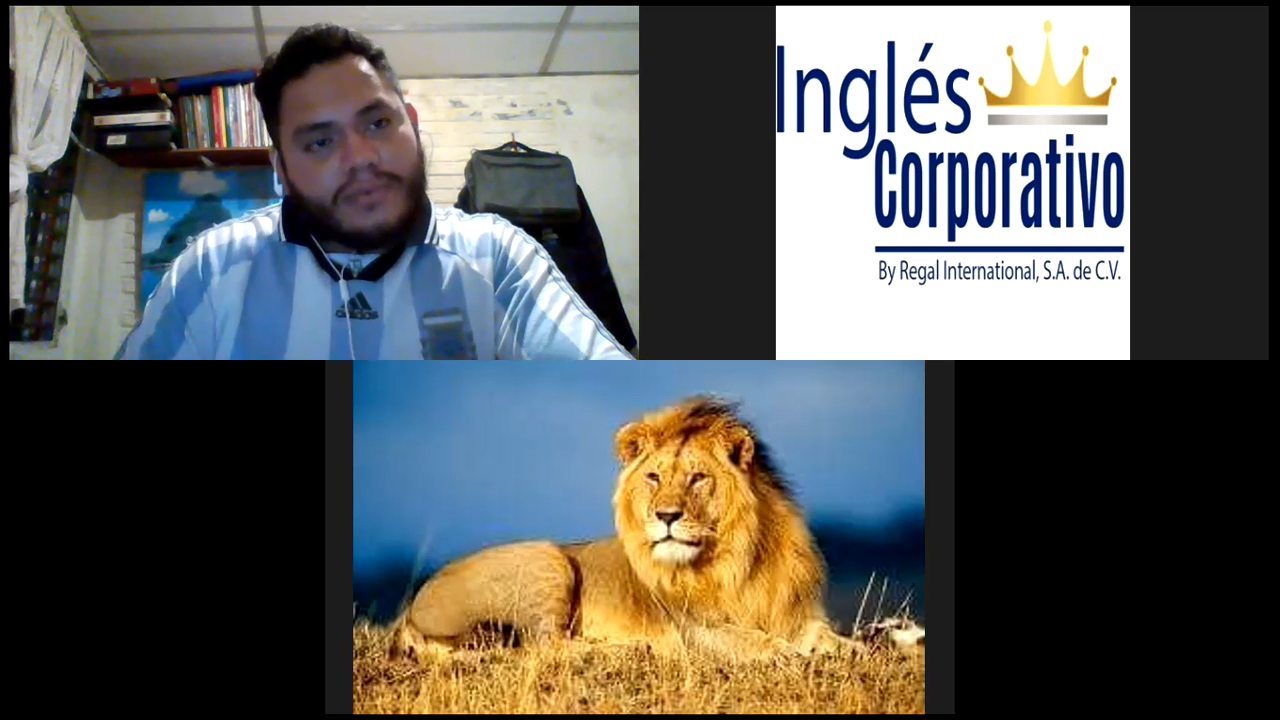 Inglés
Corporativo
By Regal International, S.A. de C.V.
adidas